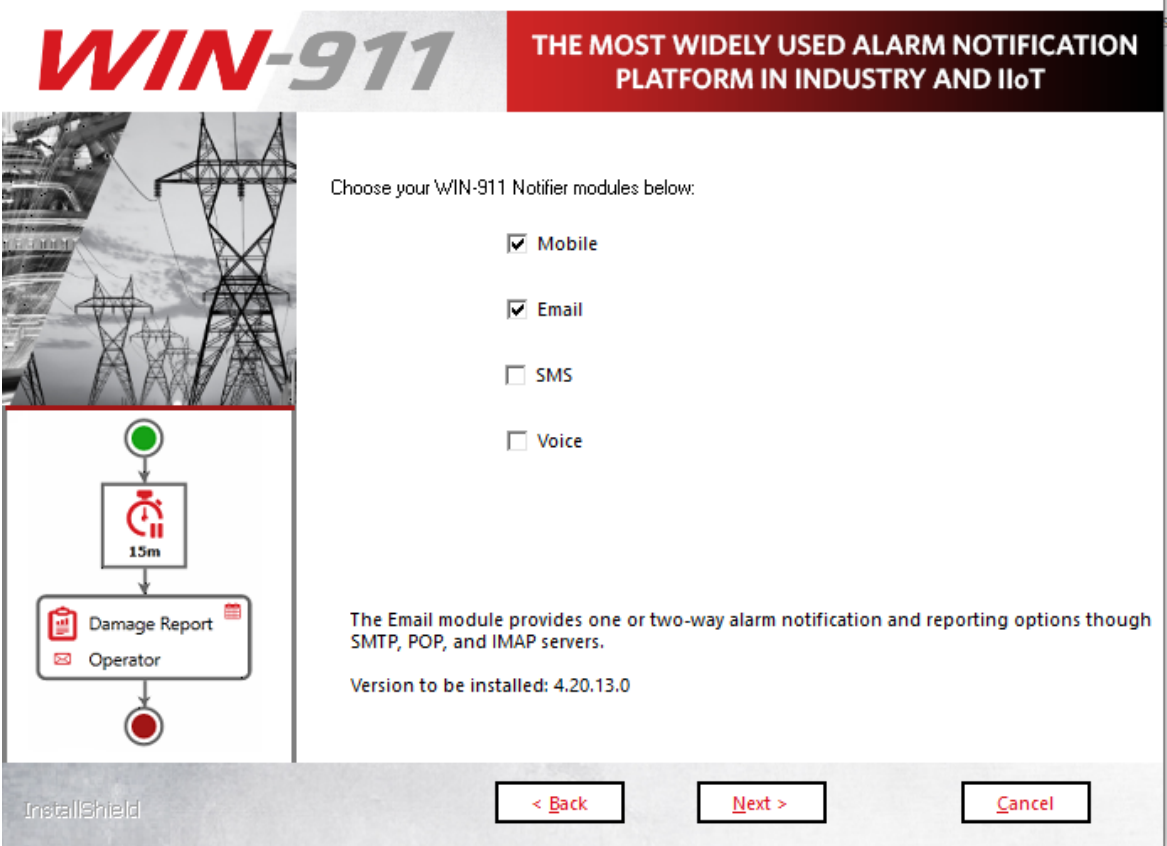 WIN-911
THE MOST WIDELY USED ALARM NOTIFICATION
PLATFORM IN INDUSTRY AND IIoT
Choose your WIN-911 Notifier modules below:
Mobile
Email
SMS
Voice
15m
Damage Report
Operator
The Email module provides one or two-way alarm notification and reporting options though
SMTP, POP, and IMAP servers.
Version to be installed: 4.20.13.0
InstallShield
< Back
Next >
Cancel